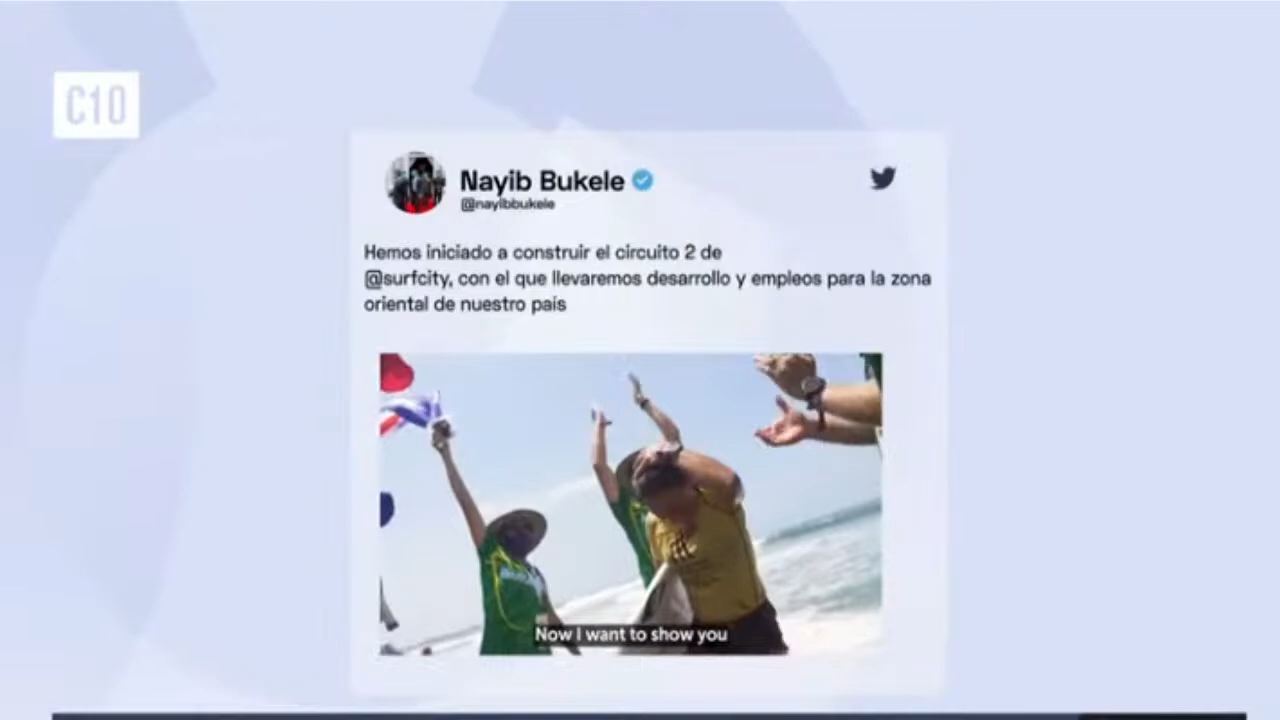 C10
Nayib Bukele
@nayibbukele
Hemos iniciado a construir el circuito 2 de
@surfcity, con el que llevaremos desarrollo y empleos para la zona
oriental de nuestro país
Now I want to show you